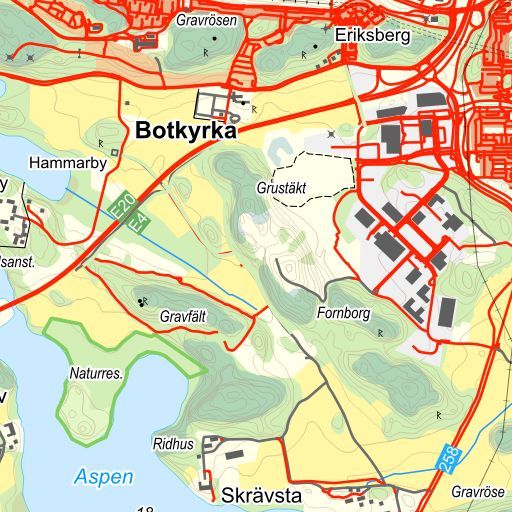 Gravrösen
Eriksberg
Botkyrka
Hammarby
Grustäkt
E20
E4
lsanst.
Gravfält
Fornborg
Naturres.
Ridhus
258
Aspen
Skrävsta
Gravröse
18